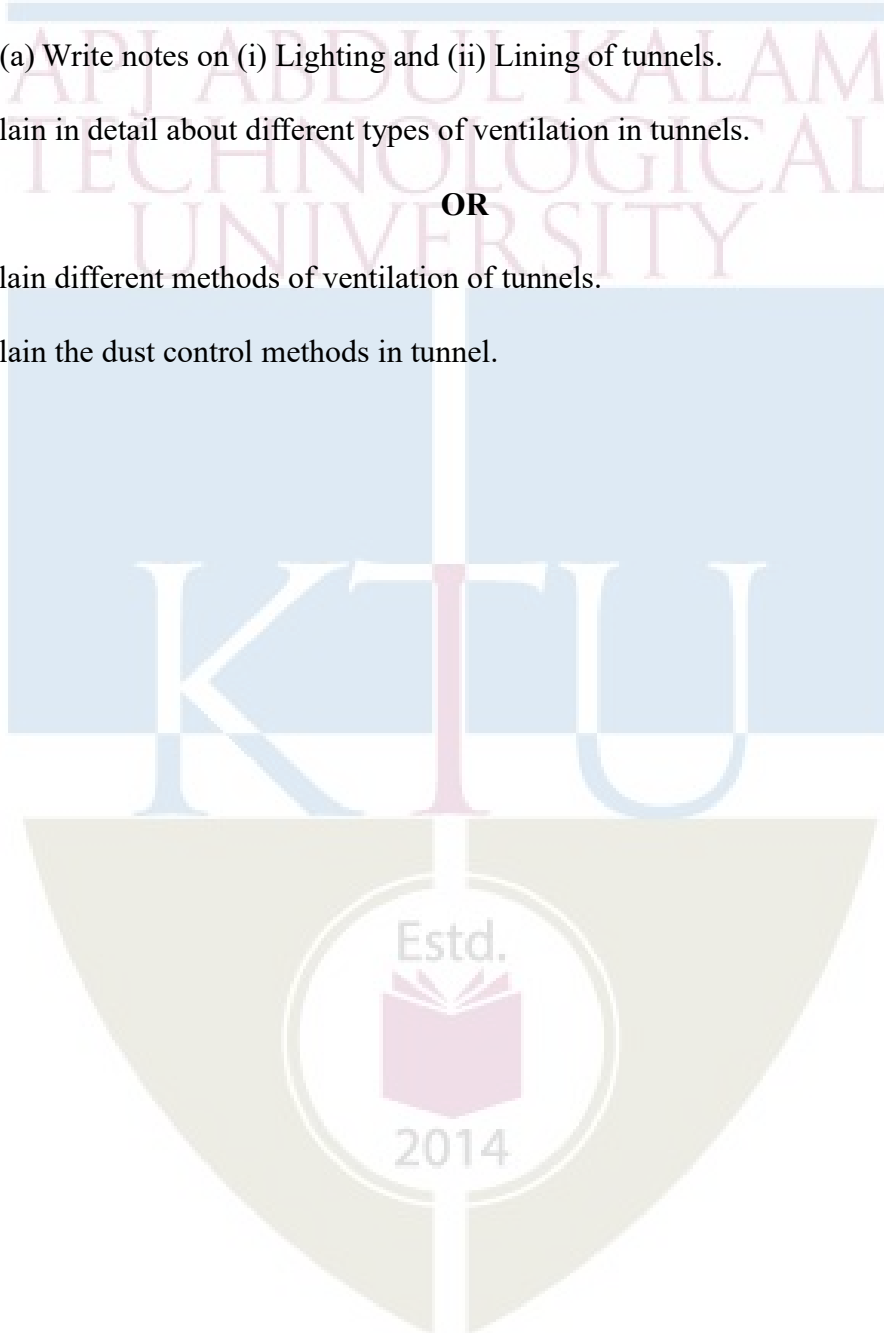 APJ ABDUL KALAM
(a) Write notes on (i) Lighting and (ii) Lining of tunnels.
TECHNOLOGICAL
lain in detail about different types of ventilation in tunnels.
UNIVERSITY
OR
lain different methods of ventilation of tunnels.
lain the dust control methods in tunnel.
KTU
Estd.
2014